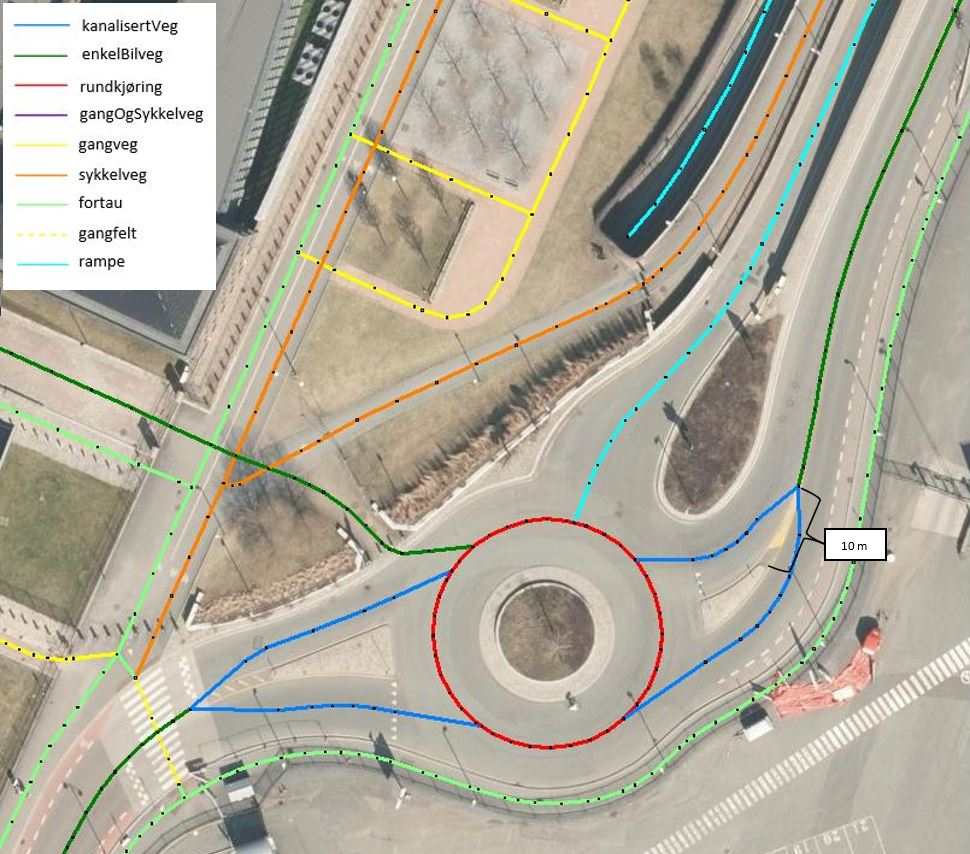 kanalisertVeg
enkelBilveg
rundkjøring
gangOgSykkelveg
gangveg
sykkelveg
fortau
gangfelt
rampe
10 m